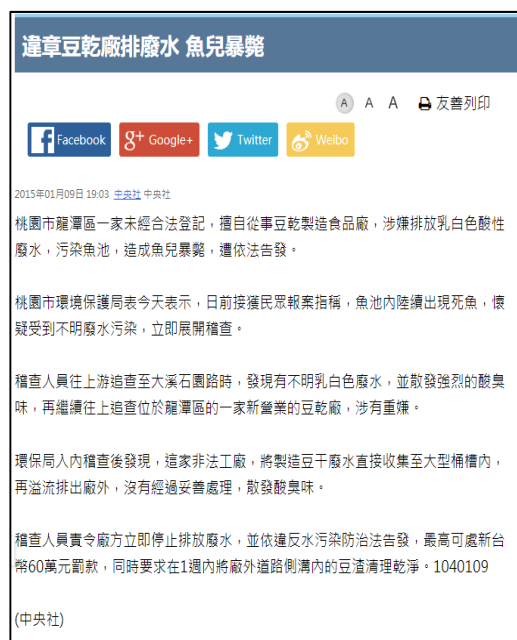 違章豆乾廠排廢水 魚兒暴斃
A A A 友善列印
Facebook g+ Google+ Twitter Weibo
2015年01月09日 19:03 中央社 中央社
桃園市龍潭區一家未經合法登記，擅自從事豆乾製造食品廠，涉嫌排放乳白色酸性
廢水，污染魚池，造成魚兒暴斃，遭依法告發。
桃園市環境保護局表今天表示，日前接獲民眾報案指稱，魚池內陸續出現死魚，懷
疑受到不明廢水污染，立即展開稽查。
稽查人員往上游追查至大溪石園路時，發現有不明乳白色廢水，並散發強烈的酸臭
味，再繼續往上追查位於龍潭區的一家新營業的豆乾廠，涉有重嫌。
環保局入內稽查後發現，這家非法工廠，將製造豆干廢水直接收集至大型桶槽內，
再溢流排出廠外，沒有經過妥善處理，散發酸臭味。
稽查人員責令廠方立即停止排放廢水，並依違反水污染防治法告發，最高可處新台
幣60萬元罰款，同時要求在1週內將廠外道路側溝內的豆渣清理乾淨。1040109
(中央社)